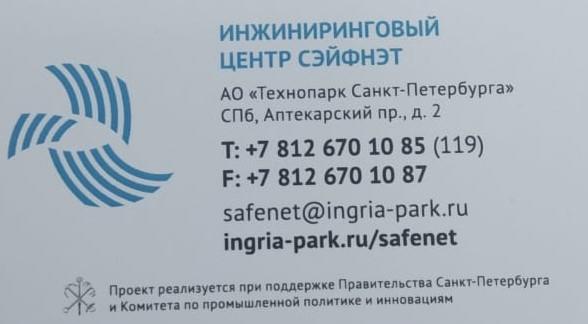 ИНЖИНИРИНГОВЫЙ
ЦЕНТР СЭЙФНЭТ
АО «Технопарк Санкт-Петербурга»
СПб, Аптекарский пр., д. 2
T: +7 812 670 10 85 (119)
F: +7 812 670 10 87
safenet@ingria-park.ru
ingria-park.ru/safenet
Проект реализуется при поддержке Правительства Санкт-Петербурга
и Комитета по промышленной политике и инновациям